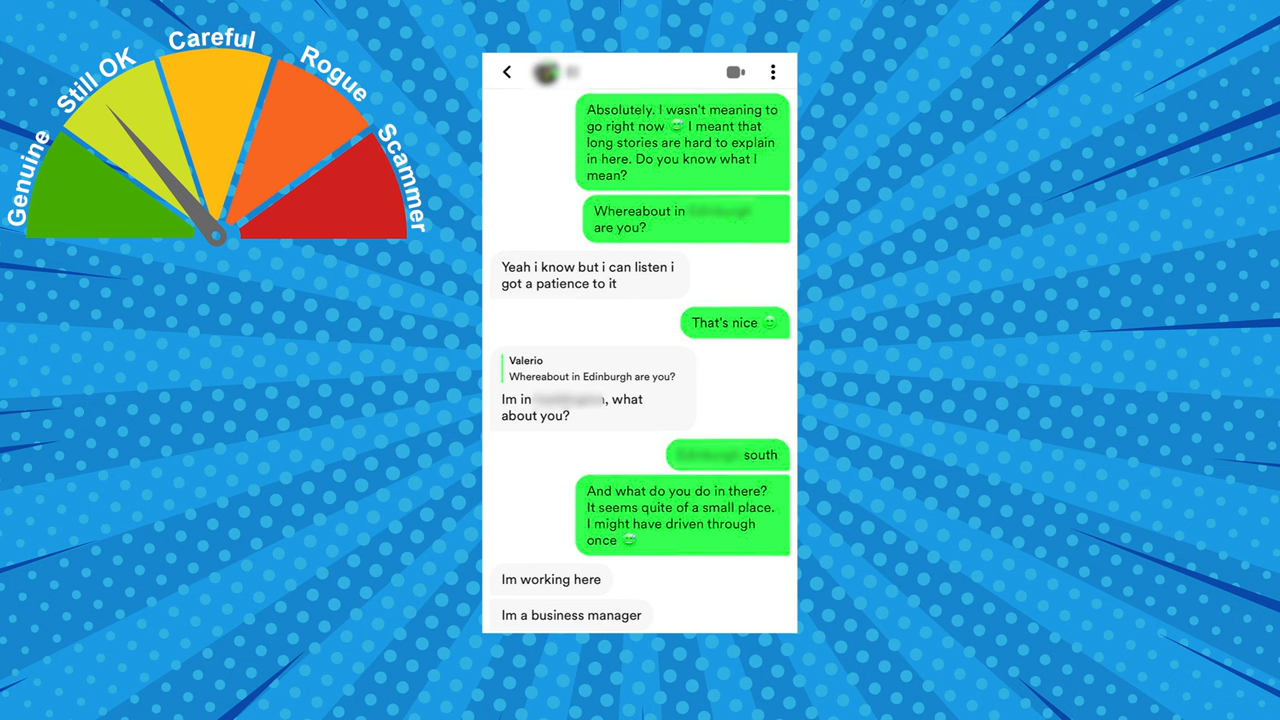 Genuine
Still OK
Careful
Rogue
Scammer
Absolutely. I wasn't meaning to
go right now 😅 I meant that
long stories are hard to explain
in here. Do you know what I
mean?
Whereabout in
are you?
Yeah i know but i can listen i
got a patience to it
That's nice 😊
Valerio
Whereabout in Edinburgh are you?
Im in , what
about you?
south
And what do you do in there?
It seems quite of a small place.
I might have driven through
once 😅
Im working here
Im a business manager